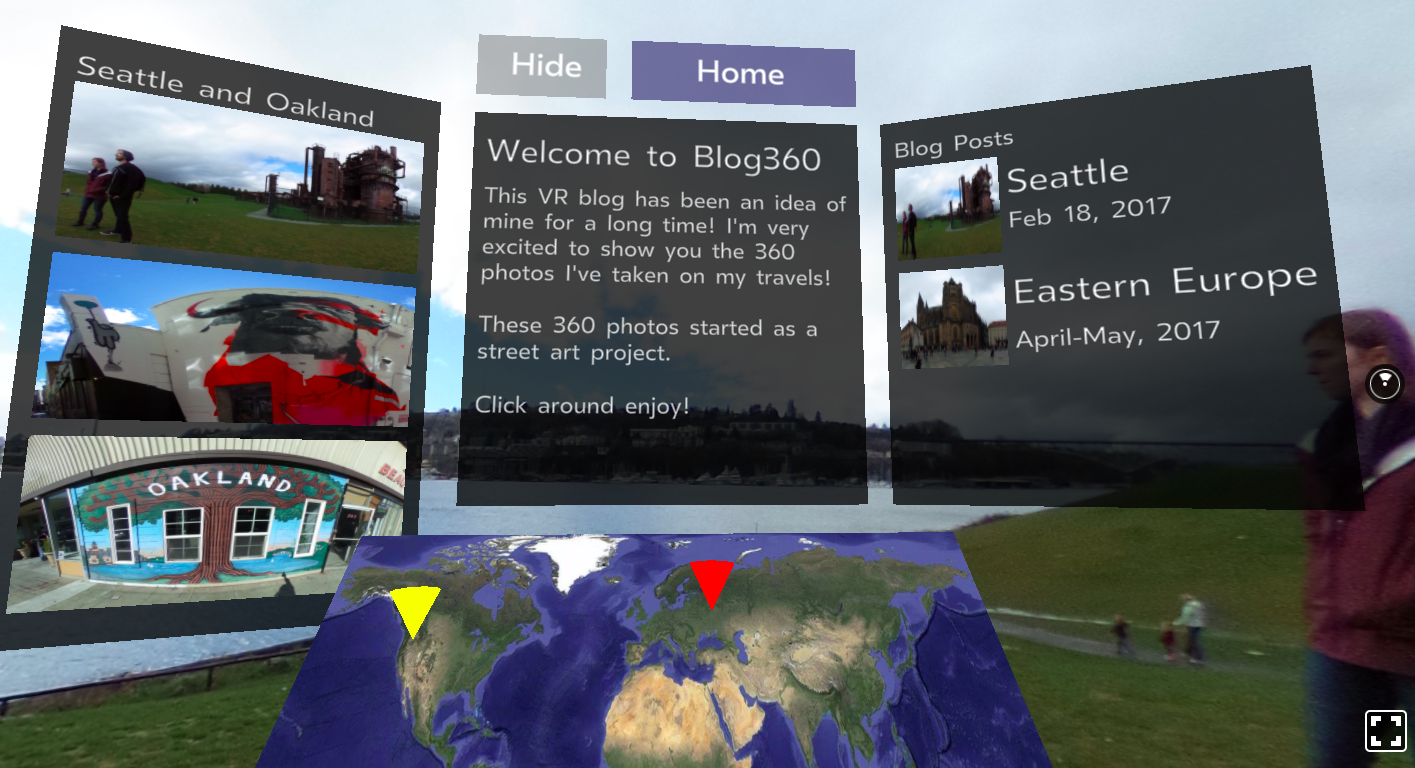 Seattle and Oakland
OAKLAND
BEA
Hide
Home
Welcome to Blog360
This VR blog has been an idea of
mine for a long time! I'm very
excited to show you the 360
photos I've taken on my travels!
These 360 photos started as a
street art project.
Click around enjoy!
Blog Posts
Seattle
Feb 18, 2017
Eastern Europe
April-May, 2017